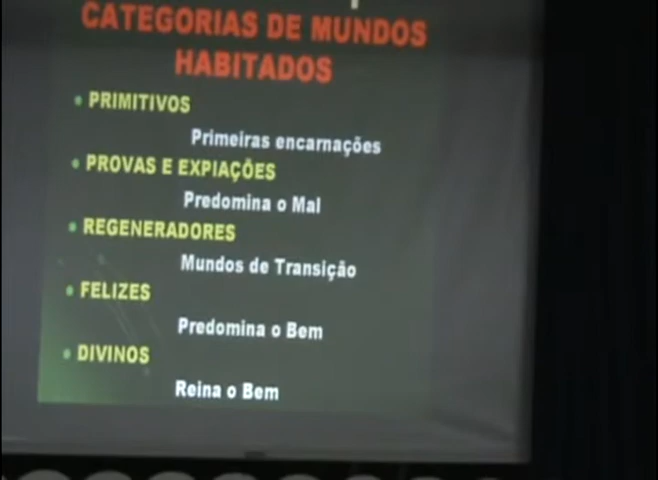 CATEGORIAS DE MUNDOS
HABITADOS
• PRIMITIVOS
Primeiras encarnações
• PROVAS E EXPIAÇÕES
Predomina o Mal
• REGENERADORES
Mundos de Transição
• FELIZES
Predomina o Bem
• DIVINOS
Reina o Bem